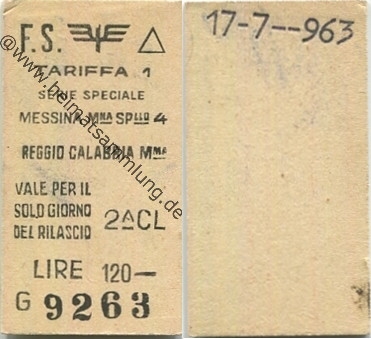 F.S.
TARIFFA 1
SERIE SPECIALE
MESSINA Mna SPllo 4
REGGIO CALABRIA Mma
VALE PER IL
SOLO GIORNO
DEL RILASCIO
2ª CL
LIRE 120—
G 9263
17-7--963
@www.heimatsammlung.de